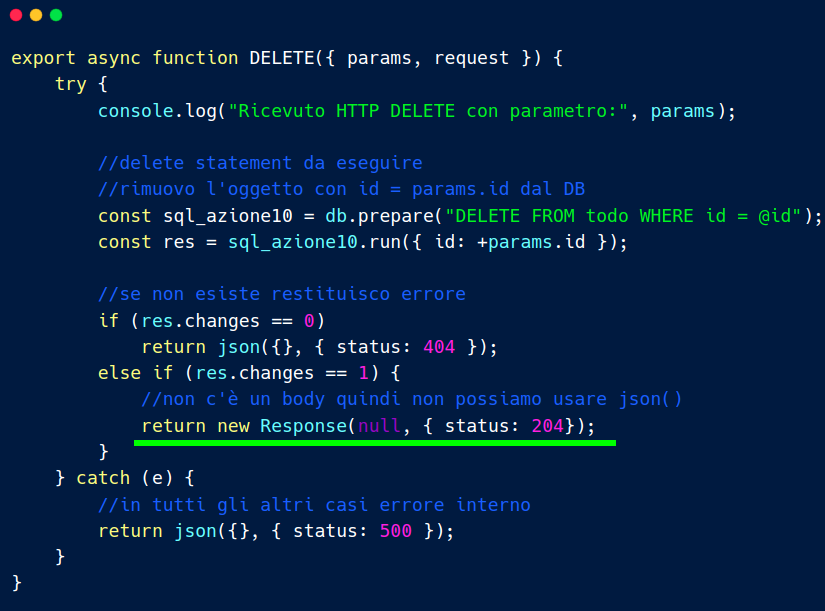 export async function DELETE({ params, request }) {
    try {
        console.log("Ricevuto HTTP DELETE con parametro:", params);

        //delete statement da eseguire
        //rimuovo l'oggetto con id = params.id dal DB
        const sql_azione10 = db.prepare("DELETE FROM todo WHERE id = @id");
        const res = sql_azione10.run({ id: +params.id });

        //se non esiste restituisco errore
        if (res.changes == 0)
            return json({}, { status: 404 });
        else if (res.changes == 1) {
            //non c'è un body quindi non possiamo usare json()
            return new Response(null, { status: 204});
        }
    } catch (e) {
        //in tutti gli altri casi errore interno
        return json({}, { status: 500 });
    }
}